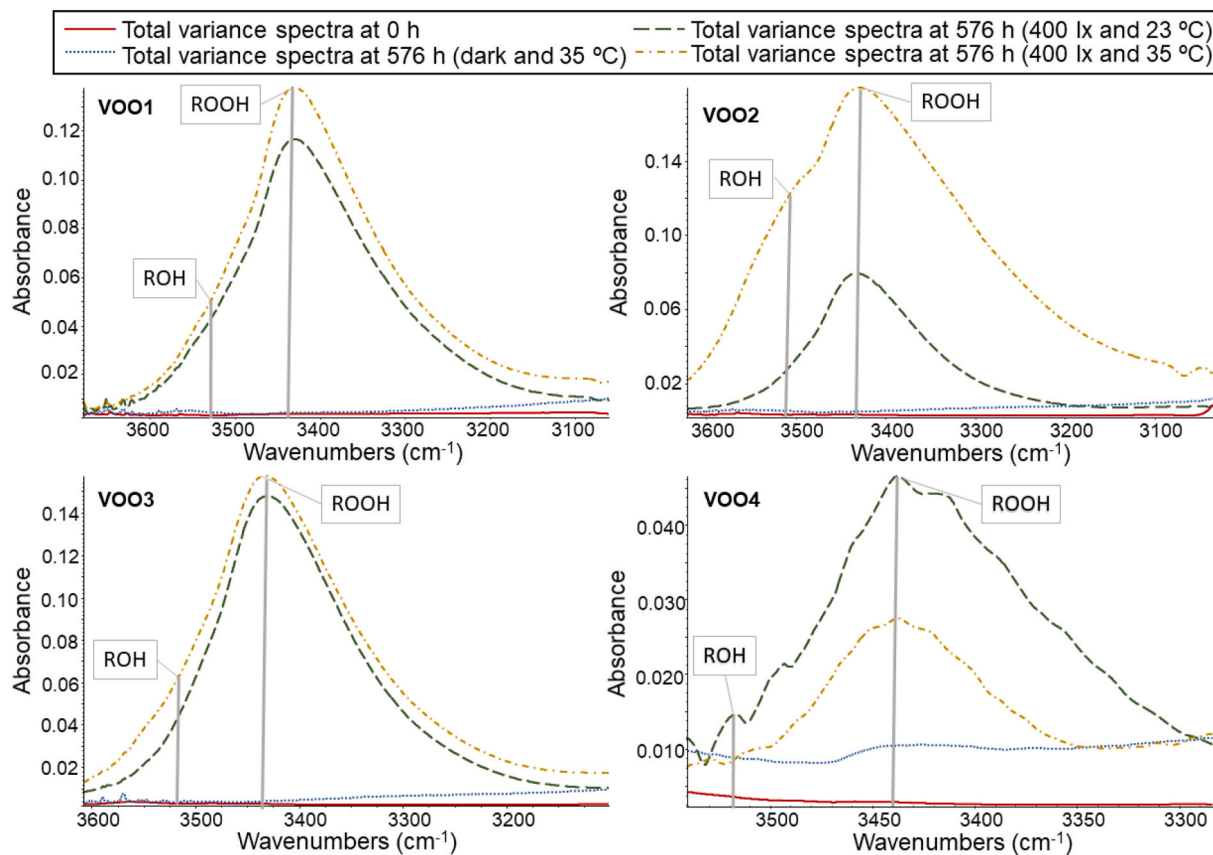 Total variance spectra at 0 h
Total variance spectra at 576 h (400 lx and 23 ºC)
Total variance spectra at 576 h (dark and 35 ºC)
Total variance spectra at 576 h (400 lx and 35 ºC)
VOO1
ROOH
ROH
Absorbance
0.12
0.10
0.08
0.06
0.04
0.02
3600 3500 3400 3300 3200 3100
Wavenumbers (cm-1)
VOO2
ROOH
ROH
Absorbance
0.14
0.10
0.06
0.02
3600 3500 3400 3300 3200 3100
Wavenumbers (cm-1)
VOO3
ROOH
ROH
Absorbance
0.14
0.12
0.10
0.08
0.06
0.04
0.02
3600 3500 3400 3300 3200
Wavenumbers (cm-1)
VOO4
ROOH
ROH
Absorbance
0.040
0.030
0.020
0.010
3500 3450 3400 3350 3300
Wavenumbers (cm-1)